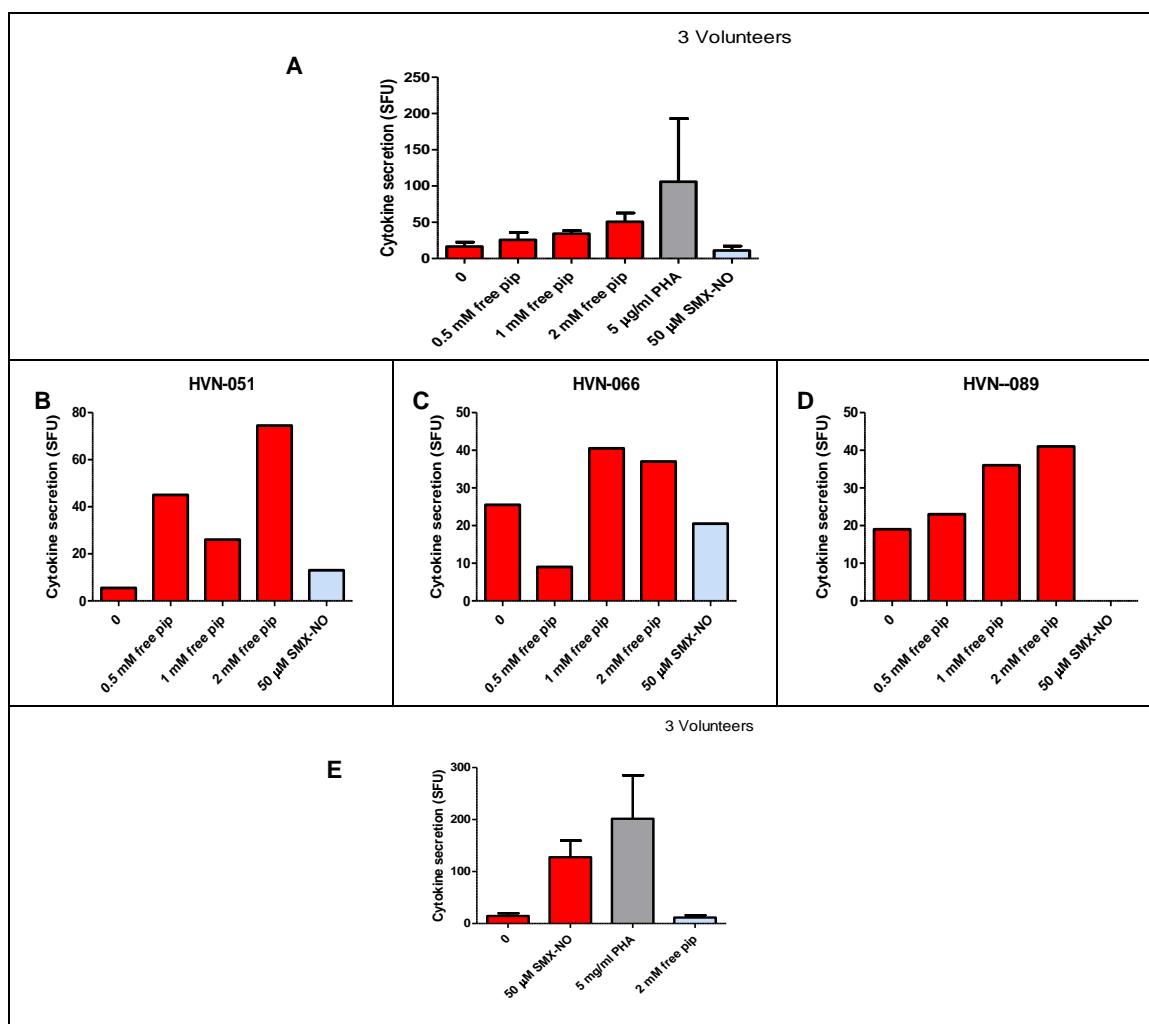 3 Volunteers
A
Cytokine secretion (SFU)
250
200
150
100
50
0
0
0.5 mM free pip
1 mM free pip
2 mM free pip
5 µg/ml PHA
50 µM SMX-NO
B
HVN-051
Cytokine secretion (SFU)
80
60
40
20
0
0
0.5 mM free pip
1 mM free pip
2 mM free pip
50 µM SMX-NO
C
HVN-066
Cytokine secretion (SFU)
50
40
30
20
10
0
0
0.5 mM free pip
1 mM free pip
2 mM free pip
50 µM SMX-NO
D
HVN--089
Cytokine secretion (SFU)
50
40
30
20
10
0
0
0.5 mM free pip
1 mM free pip
2 mM free pip
50 µM SMX-NO
3 Volunteers
E
Cytokine secretion (SFU)
300
200
100
0
0
50 µM SMX-NO
5 mg/ml PHA
2 mM free pip